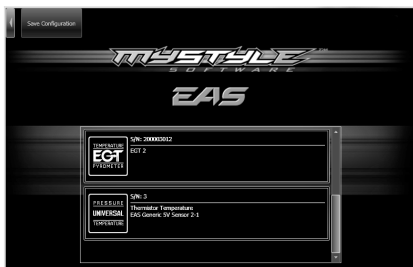 Save Configuration
MYSTYLE
SOFTWARE
EAS
TEMPERATURE
EGT
PYROMETER
S/N: 200003012
EGT 2
PRESSURE
UNIVERSAL
TEMPERATURE
S/N: 3
Thermistor Temperature
EAS Generic 5V Sensor 2-1